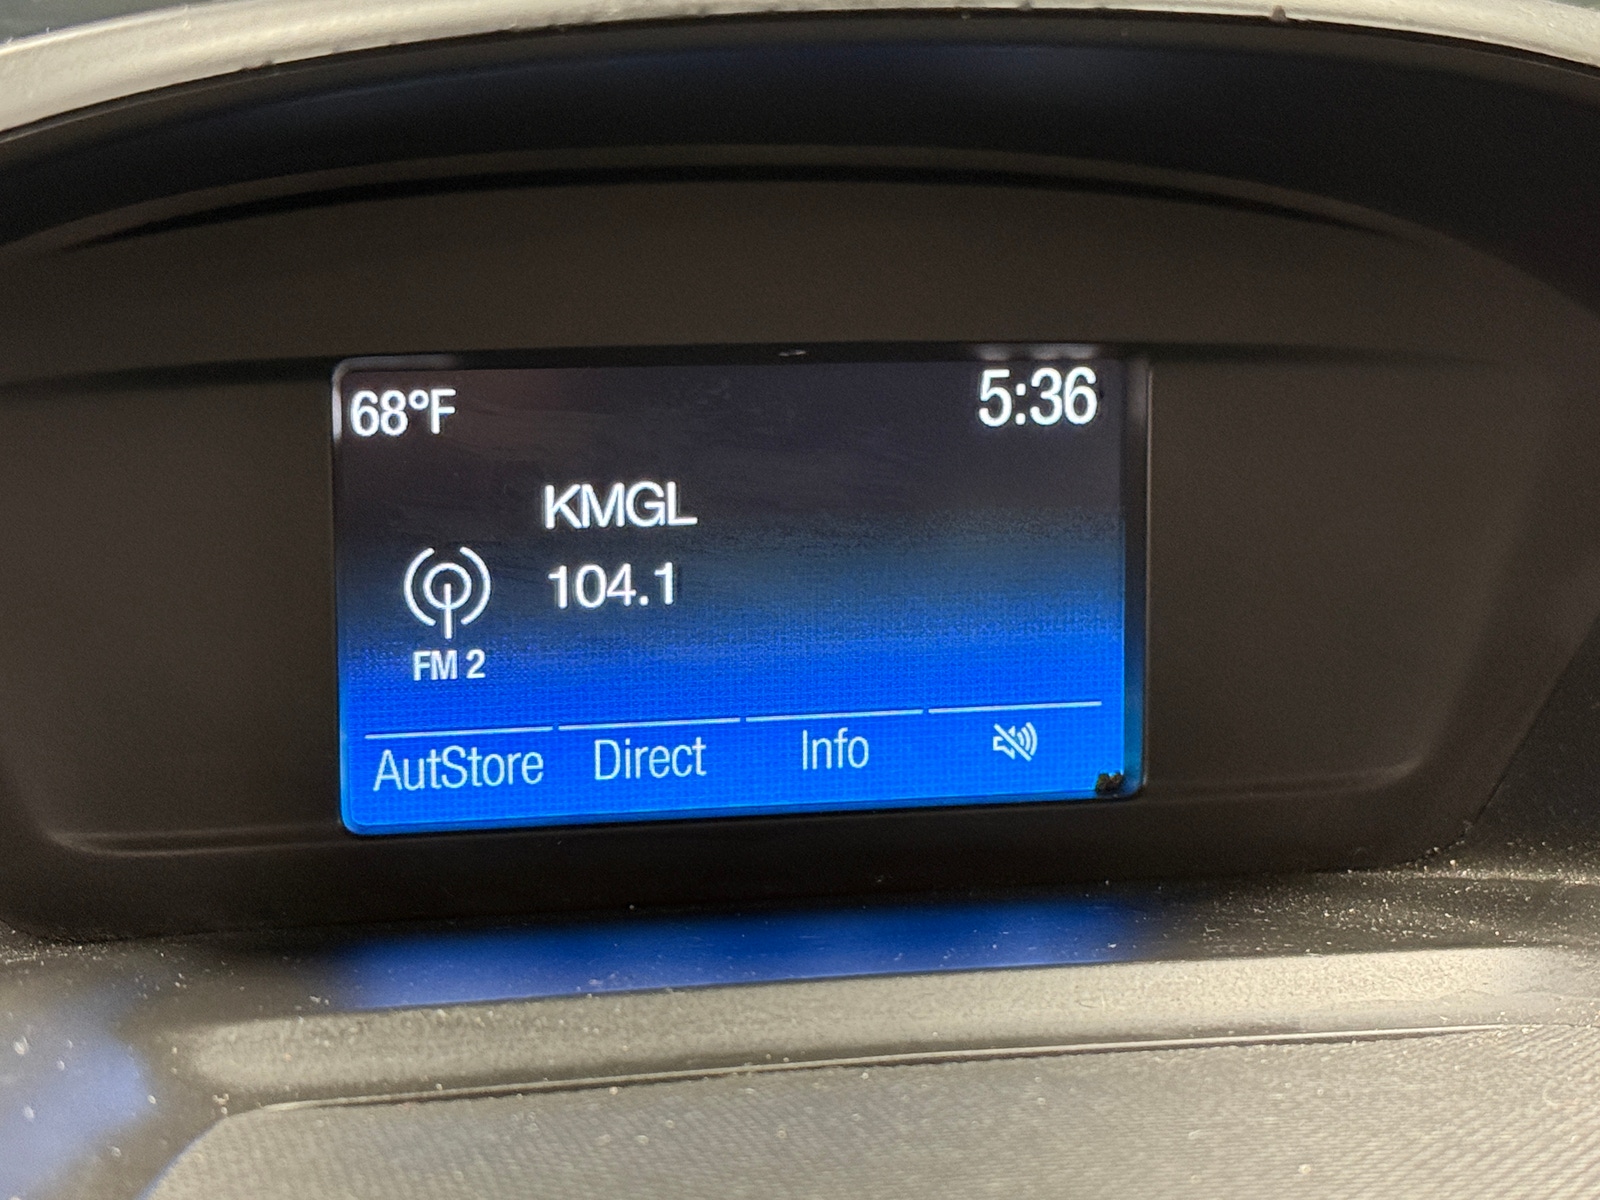 68°F 5:36
KMGL
104.1
FM 2
AutStore Direct Info